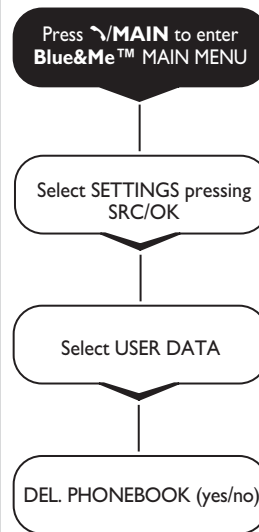 Press ↘/MAIN to enter
Blue&Me™ MAIN MENU
Select SETTINGS pressing
SRC/OK
Select USER DATA
DEL. PHONEBOOK (yes/no)